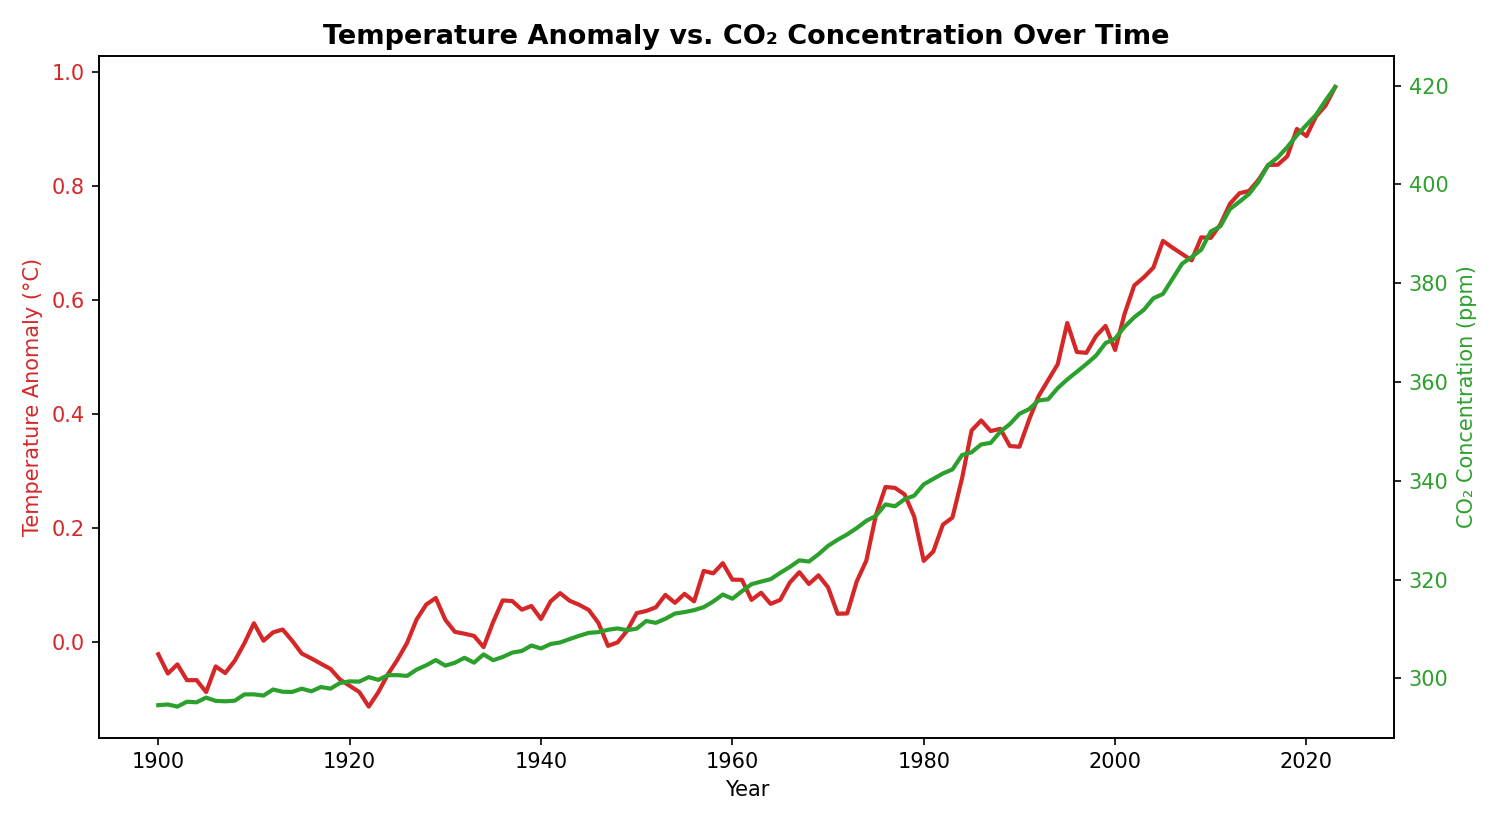 Temperature Anomaly vs. CO₂ Concentration Over Time
1.0
0.8
0.6
0.4
0.2
0.0
Temperature Anomaly (°C)
420
400
380
360
340
320
300
CO₂ Concentration (ppm)
1900 1920 1940 1960 1980 2000 2020
Year